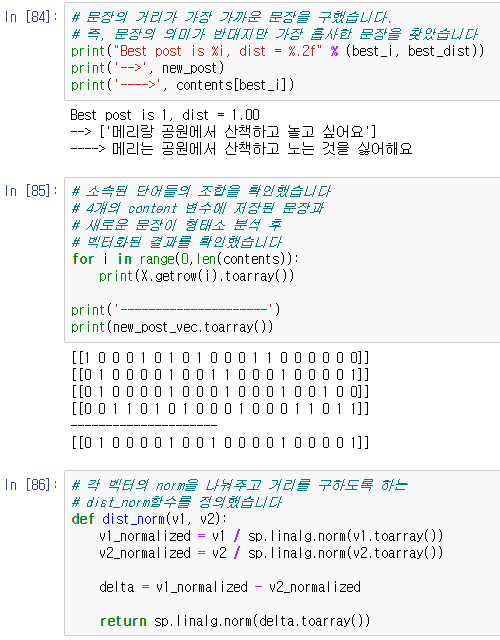 In [84]:
# 문장의 거리가 가장 가까운 문장을 구했습니다.
# 즉, 문장의 의미가 반대지만 가장 흡사한 문장을 찾았습니다
print("Best post is %i, dist = %.2f" % (best_i, best_dist))
print('-->', new_post)
print('---->', contents[best_i])
Best post is 1, dist = 1.00
--> ['메리랑 공원에서 산책하고 놀고 싶어요']
----> 메리는 공원에서 산책하고 노는 것을 싫어해요
In [85]:
# 소속된 단어들의 조합을 확인했습니다
# 4개의 content 변수에 저장된 문장과
# 새로운 문장이 형태소 분석 후
# 벡터화된 결과를 확인했습니다
for i in range(0,len(contents)):
print(X.getrow(i).toarray())
print('---------------------')
print(new_post_vec.toarray())
[[1 0 0 0 1 0 1 0 1 0 0 0 1 1 0 0 0 0 0 0]]
[[0 1 0 0 0 0 1 0 0 1 1 0 0 0 1 0 0 0 0 1]]
[[0 1 0 0 0 0 1 0 0 0 1 0 0 0 1 0 0 1 0 0]]
[[0 0 1 1 0 1 0 1 0 0 0 1 0 0 0 1 1 0 1 1]]
---------------------
[[0 1 0 0 0 0 0 1 0 0 1 0 0 0 0 1 0 0 0 0 1]]
In [86]:
# 각 벡터의 norm을 나눠주고 거리를 구하도록 하는
# dist_norm함수를 정의했습니다
def dist_norm(v1, v2):
v1_normalized = v1 / sp.linalg.norm(v1.toarray())
v2_normalized = v2 / sp.linalg.norm(v2.toarray())
delta = v1_normalized - v2_normalized
return sp.linalg.norm(delta.toarray())